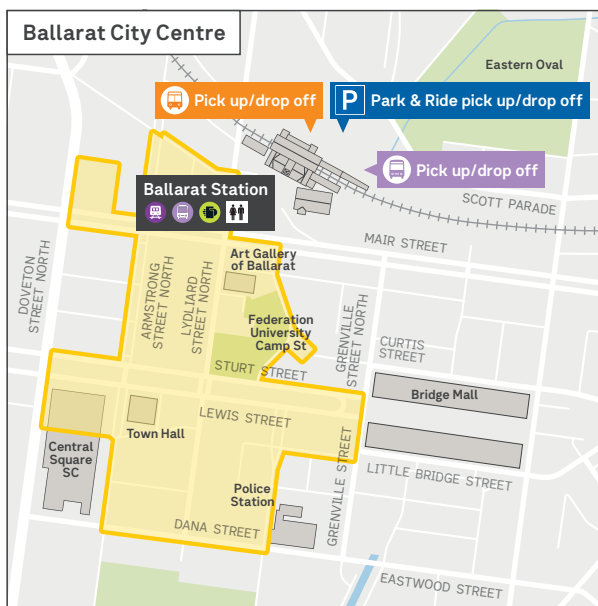 Ballarat City Centre
Eastern Oval
Pick up/drop off
P Park & Ride pick up/drop off
Pick up/drop off
Ballarat Station
SCOTT PARADE
MAIR STREET
Art Gallery
of Ballarat
DOVETON
STREET NORTH
ARMSTRONG
STREET NORTH
LYDLIARD
STREET NORTH
Federation
University
Camp St
GRENVILLE
STREET NORTH
CURTIS
STREET
STURT STREET
Bridge Mall
LEWIS STREET
Town Hall
Central
Square
SC
LITTLE BRIDGE STREET
Police
Station
GRENVILLE STREET
DANA STREET
EASTWOOD STREET